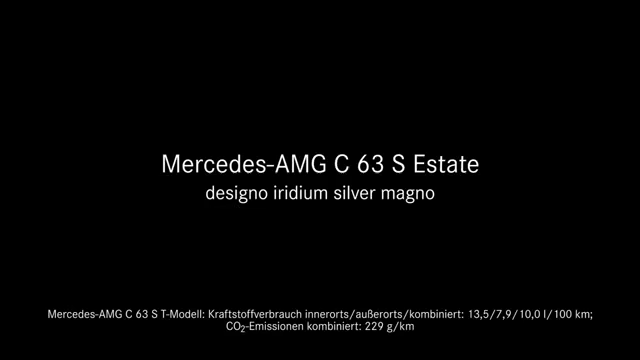 Mercedes-AMG C 63 S Estate
designo iridium silver magno
Mercedes-AMG C 63 S T-Modell: Kraftstoffverbrauch innerorts/außerorts/kombiniert: 13,5/7,9/10,0 l/100 km;
CO₂-Emissionen kombiniert: 229 g/km